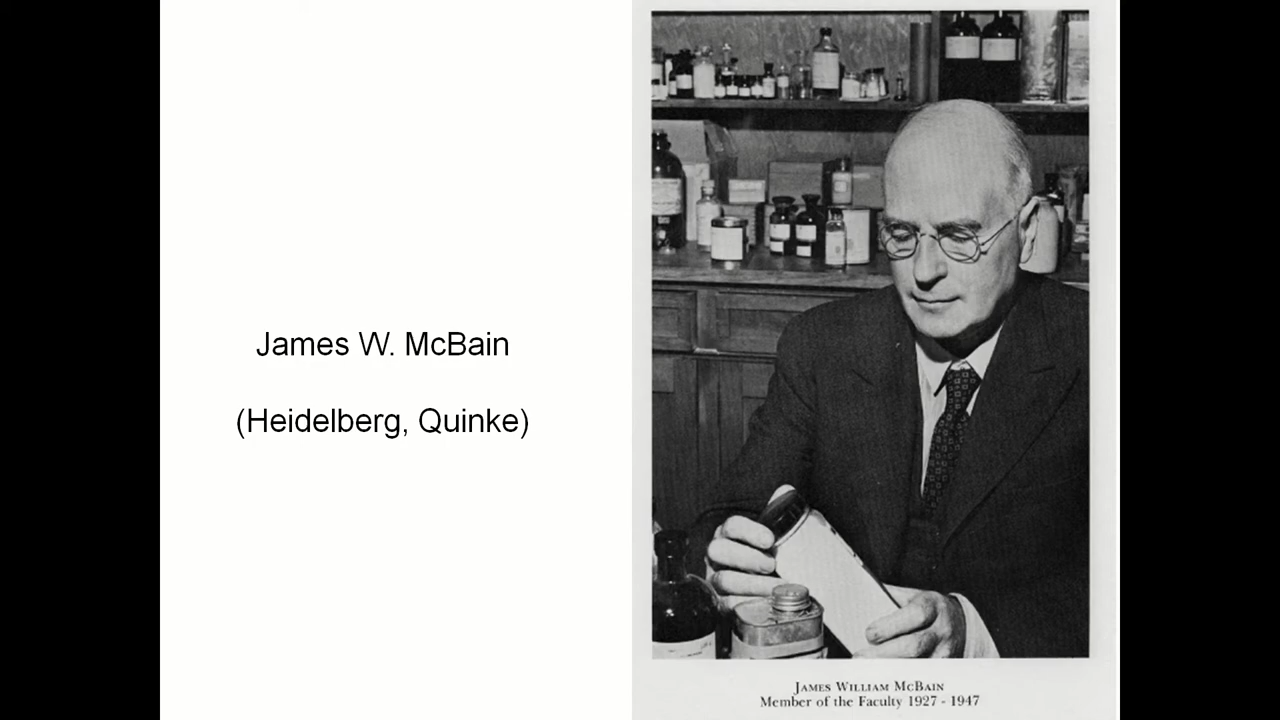 James W. McBain
(Heidelberg, Quinke)
JAMES WILLIAM MCBAIN
Member of the Faculty 1927 - 1947